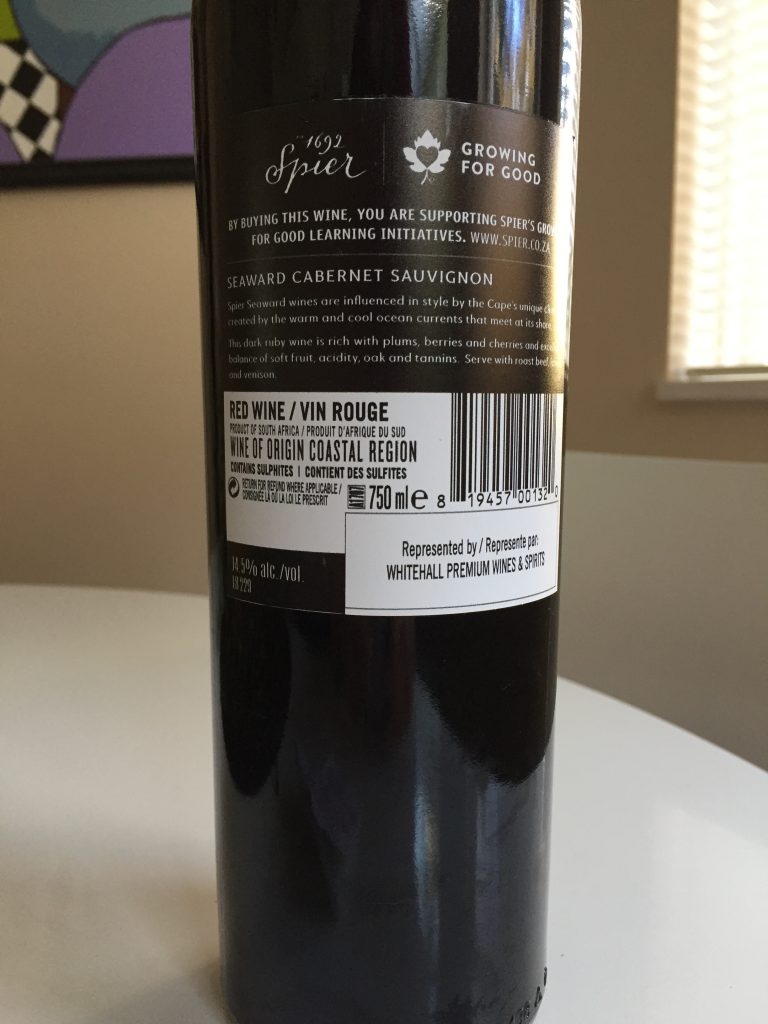 1692
Spier
GROWING
FOR GOOD
BY BUYING THIS WINE, YOU ARE SUPPORTING SPIER'S
FOR GOOD LEARNING INITIATIVES. WWW.SPIER.CO.ZA
SEAWARD CABERNET SAUVIGNON
Spier Seaward wines are influenced in style by the Cape's unique
created by the warm and cool ocean currents that meet at its
This dark ruby wine is rich with plums, berries and cherries and
balance of soft fruit, acidity, oak and tannins. Serve with roast beef,
and venison.
RED WINE / VIN ROUGE
PRODUCT OF SOUTH AFRICA / PRODUIT D'AFRIQUE DU SUD
WINE OF ORIGIN COASTAL REGION
CONTAINS SULPHITES | CONTIENT DES SULFITES
RETURN FOR REFUND WHERE APPLICABLE /
CONSIGNÉE LÀ OÙ LA LOI LE PRESCRIT
A1707 750 ml e
8 19457 00132 0
Represented by / Represente par:
WHITEHALL PREMIUM WINES & SPIRITS
14.5% alc./vol.